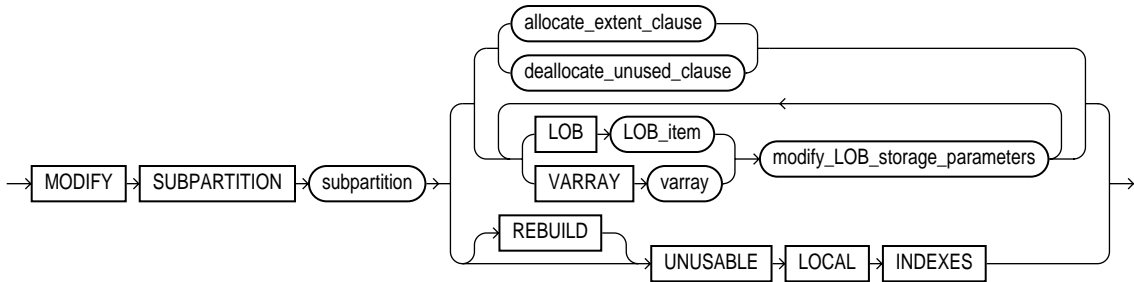 allocate_extent_clause
deallocate_unused_clause
LOB LOB_item
modify_LOB_storage_parameters
MODIFY SUBPARTITION subpartition VARRAY varray
REBUILD
UNUSABLE LOCAL INDEXES